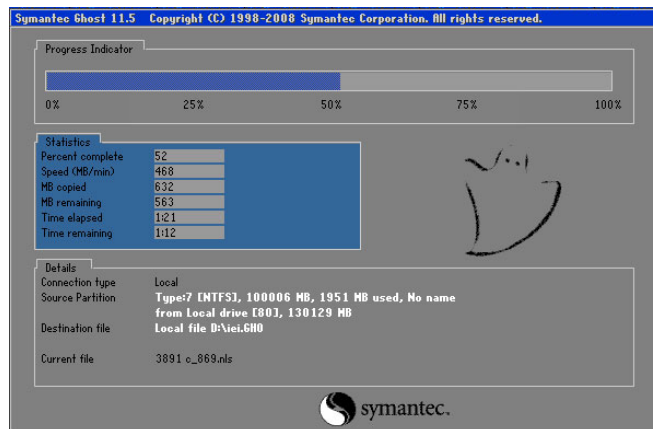 Symantec Ghost 11.5 Copyright (C) 1998-2008 Symantec Corporation. All rights reserved.
Progress Indicator
0% 25% 50% 75% 100%
Statistics
Percent complete 52
Speed (MB/min) 468
MB copied 632
MB remaining 563
Time elapsed 1:21
Time remaining 1:12
Details
Connection type Local
Source Partition Type:7 [NTFS], 100006 MB, 1951 MB used, No name
from Local drive [80], 130129 MB
Destination file Local file D:\iei.GHO
Current file 3891 c_869.nls
symantec.